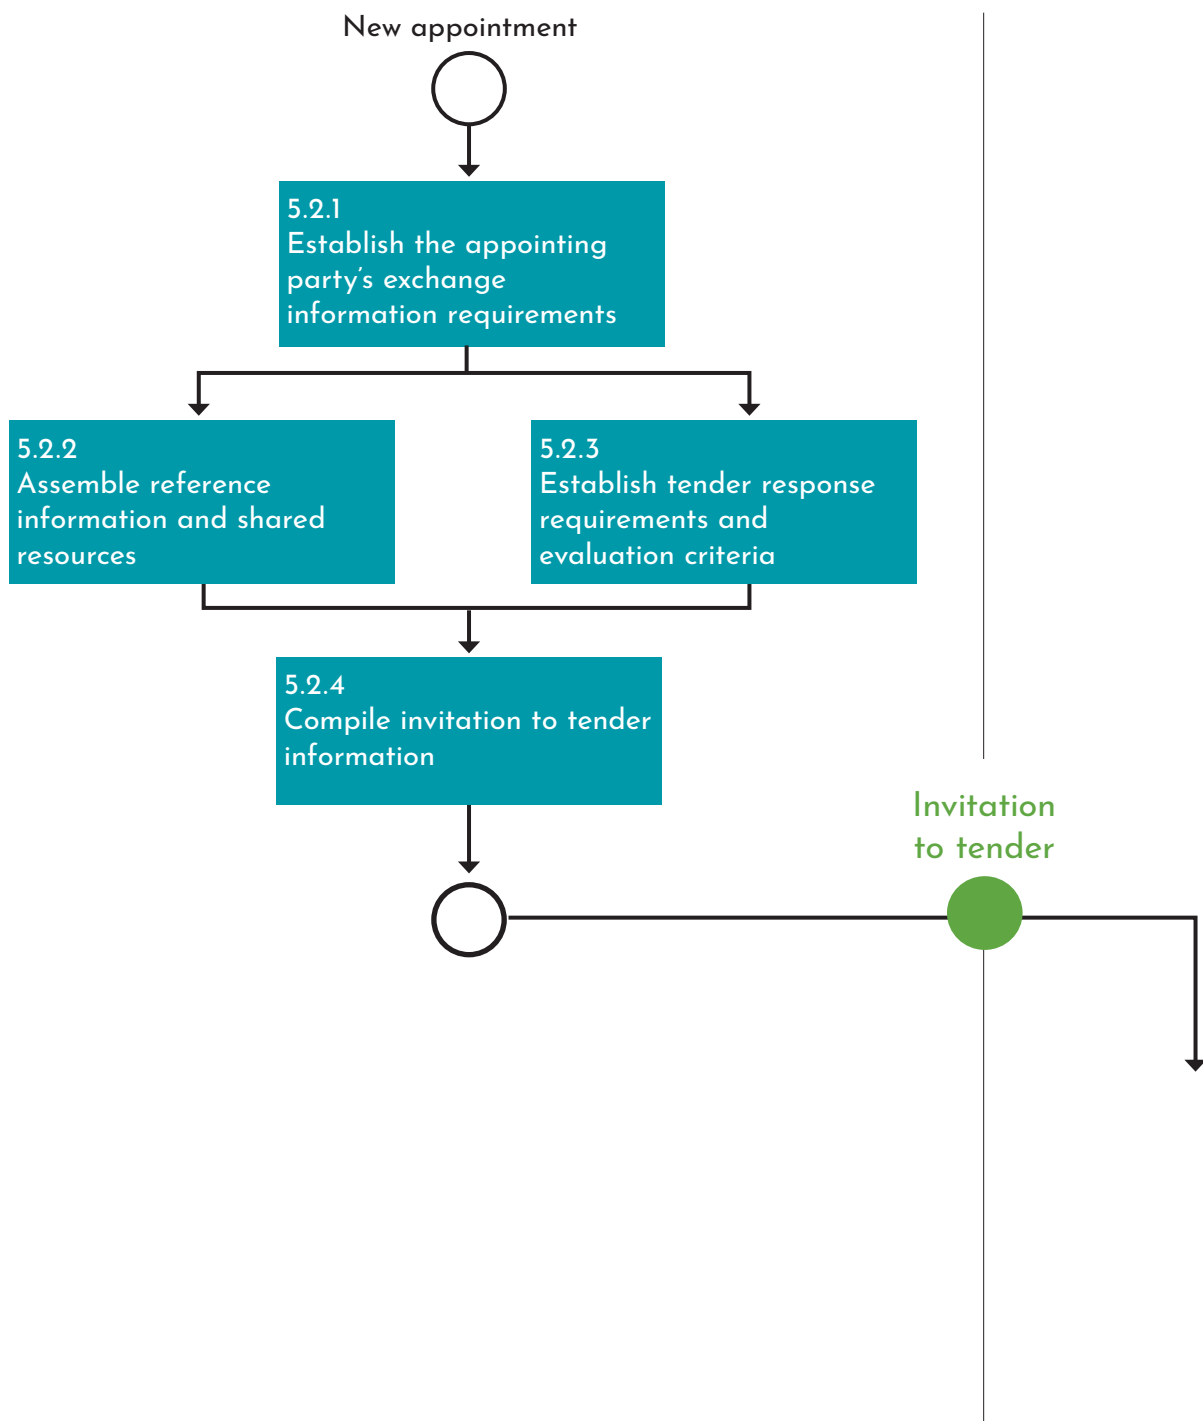 New appointment
5.2.1
Establish the appointing
party's exchange
information requirements
5.2.2
Assemble reference
information and shared
resources
5.2.3
Establish tender response
requirements and
evaluation criteria
5.2.4
Compile invitation to tender
information
Invitation
to tender